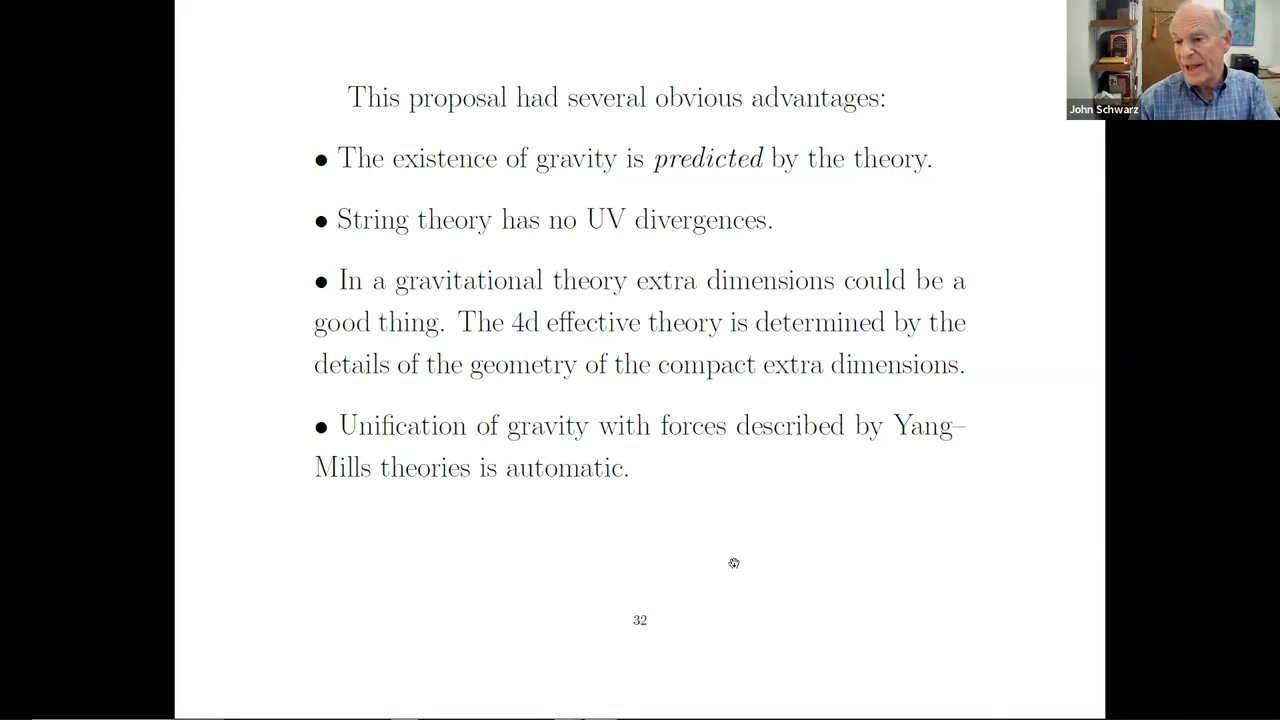 This proposal had several obvious advantages:
• The existence of gravity is predicted by the theory.
• String theory has no UV divergences.
• In a gravitational theory extra dimensions could be a
good thing. The 4d effective theory is determined by the
details of the geometry of the compact extra dimensions.
• Unification of gravity with forces described by Yang–
Mills theories is automatic.
32
John Schwarz